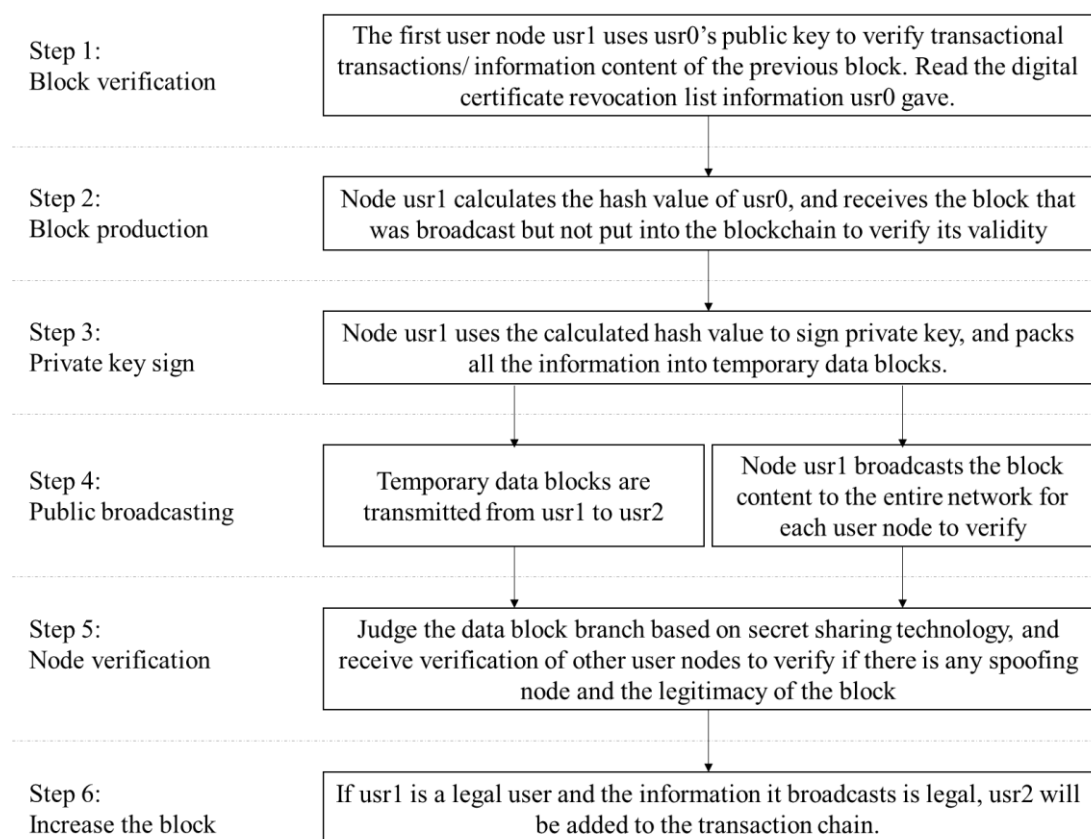 Step 1:
Block verification
The first user node usr1 uses usr0’s public key to verify transactional
transactions/ information content of the previous block. Read the digital
certificate revocation list information usr0 gave.
Step 2:
Block production
Node usr1 calculates the hash value of usr0, and receives the block that
was broadcast but not put into the blockchain to verify its validity
Step 3:
Private key sign
Node usr1 uses the calculated hash value to sign private key, and packs
all the information into temporary data blocks.
Step 4:
Public broadcasting
Temporary data blocks are
transmitted from usr1 to usr2
Node usr1 broadcasts the block
content to the entire network for
each user node to verify
Step 5:
Node verification
Judge the data block branch based on secret sharing technology, and
receive verification of other user nodes to verify if there is any spoofing
node and the legitimacy of the block
Step 6:
Increase the block
If usr1 is a legal user and the information it broadcasts is legal, usr2 will
be added to the transaction chain.